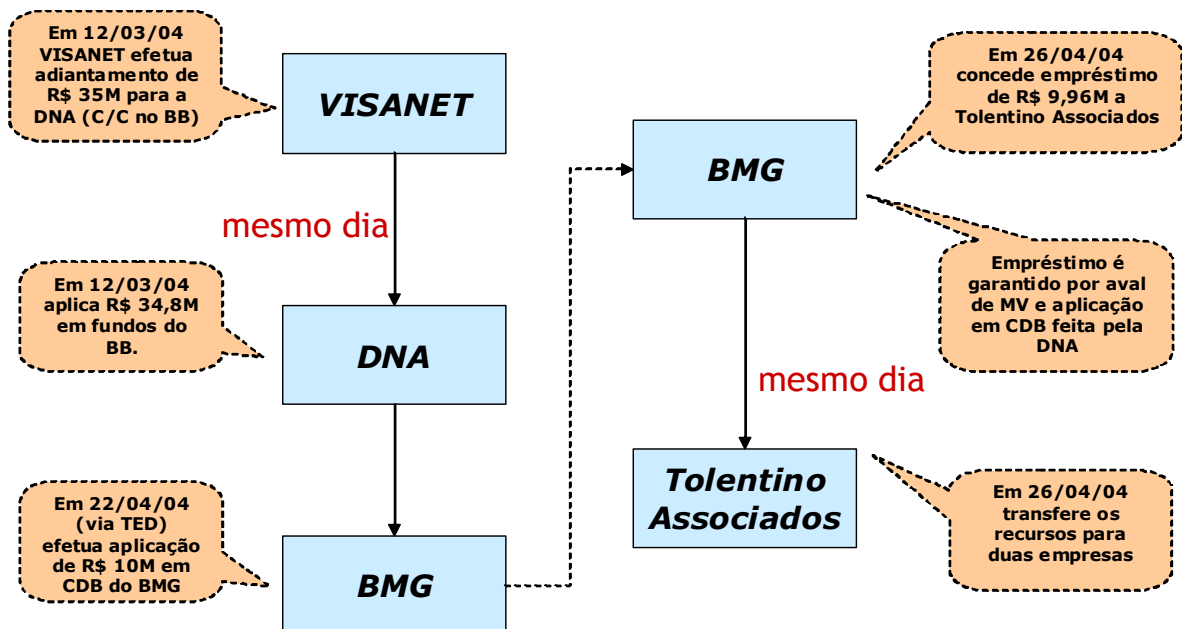 Em 12/03/04
VISANET efetua
adiantamento de
R$ 35M para a
DNA (C/C no BB)
VISANET
mesmo dia
Em 12/03/04
aplica R$ 34,8M
em fundos do
BB.
DNA
Em 22/04/04
(via TED)
efetua aplicação
de R$ 10M em
CDB do BMG
BMG
Em 26/04/04
concede empréstimo
de R$ 9,96M a
Tolentino Associados
BMG
Empréstimo é
garantido por aval
de MV e aplicação
em CDB feita pela
DNA
mesmo dia
Tolentino
Associados
Em 26/04/04
transfere os
recursos para
duas empresas